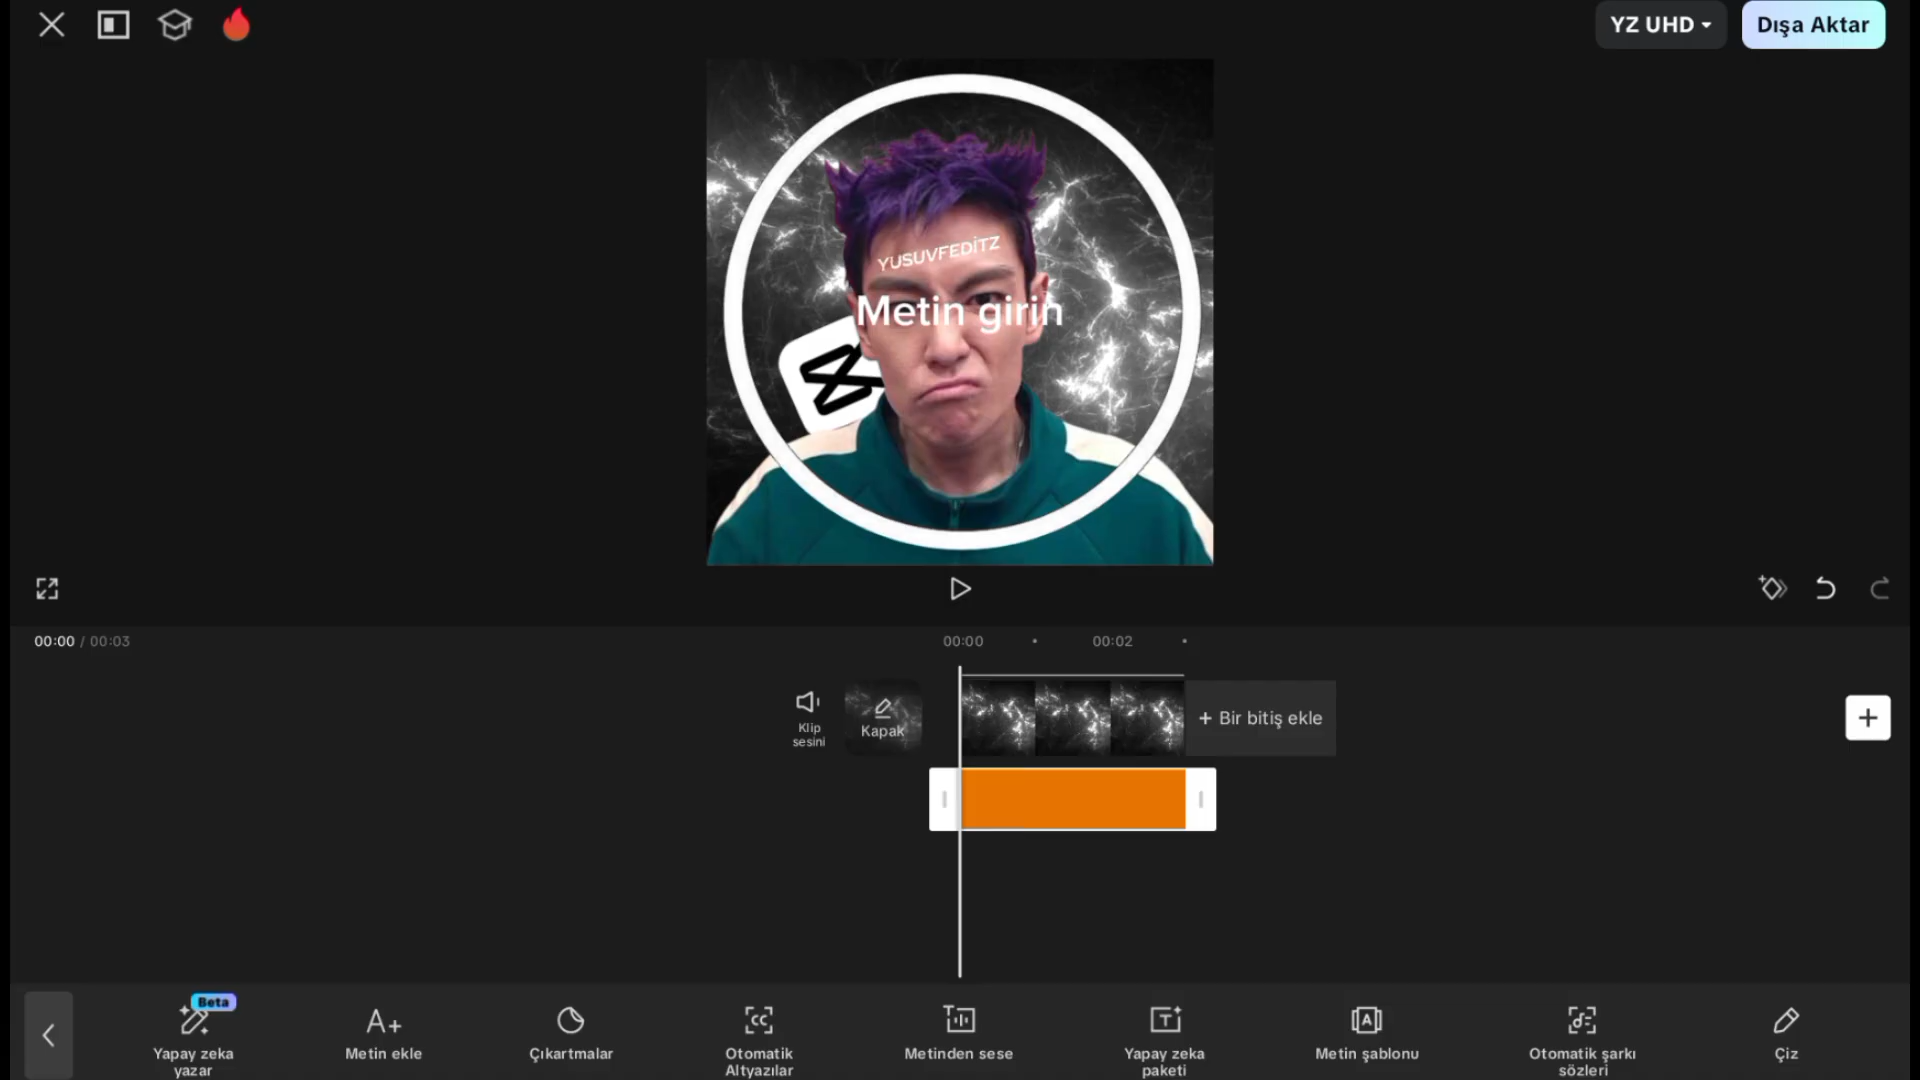 YZ UHD
Dışa Aktar
YUSUVFEDİTZ
Metin girin
00:00 / 00:03
00:00
00:02
Klip
sesini
Kapak
+ Bir bitiş ekle
Beta
Yapay zeka
yazar
Metin ekle
Çıkartmalar
Otomatik
Altyazılar
Metinden sese
Yapay zeka
paketi
Metin şablonu
Otomatik şarkı
sözleri
Çiz